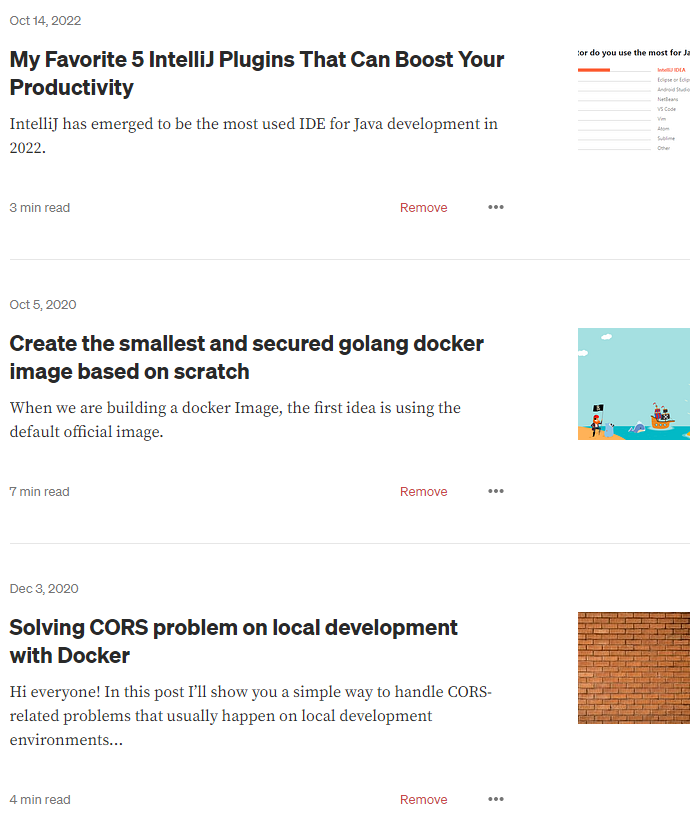 Oct 14, 2022
My Favorite 5 IntelliJ Plugins That Can Boost Your
Productivity
IntelliJ has emerged to be the most used IDE for Java development in
2022.
tor do you use the most for Ja
IntelliJ IDEA
Eclipse or Eclip
Android Studio
NetBeans
VS Code
Vim
Atom
Sublime
Other
3 min read
Remove
Oct 5, 2020
Create the smallest and secured golang docker
image based on scratch
When we are building a docker Image, the first idea is using the
default official image.
7 min read
Remove
Dec 3, 2020
Solving CORS problem on local development
with Docker
Hi everyone! In this post I’ll show you a simple way to handle CORS-
related problems that usually happen on local development
environments…
4 min read
Remove